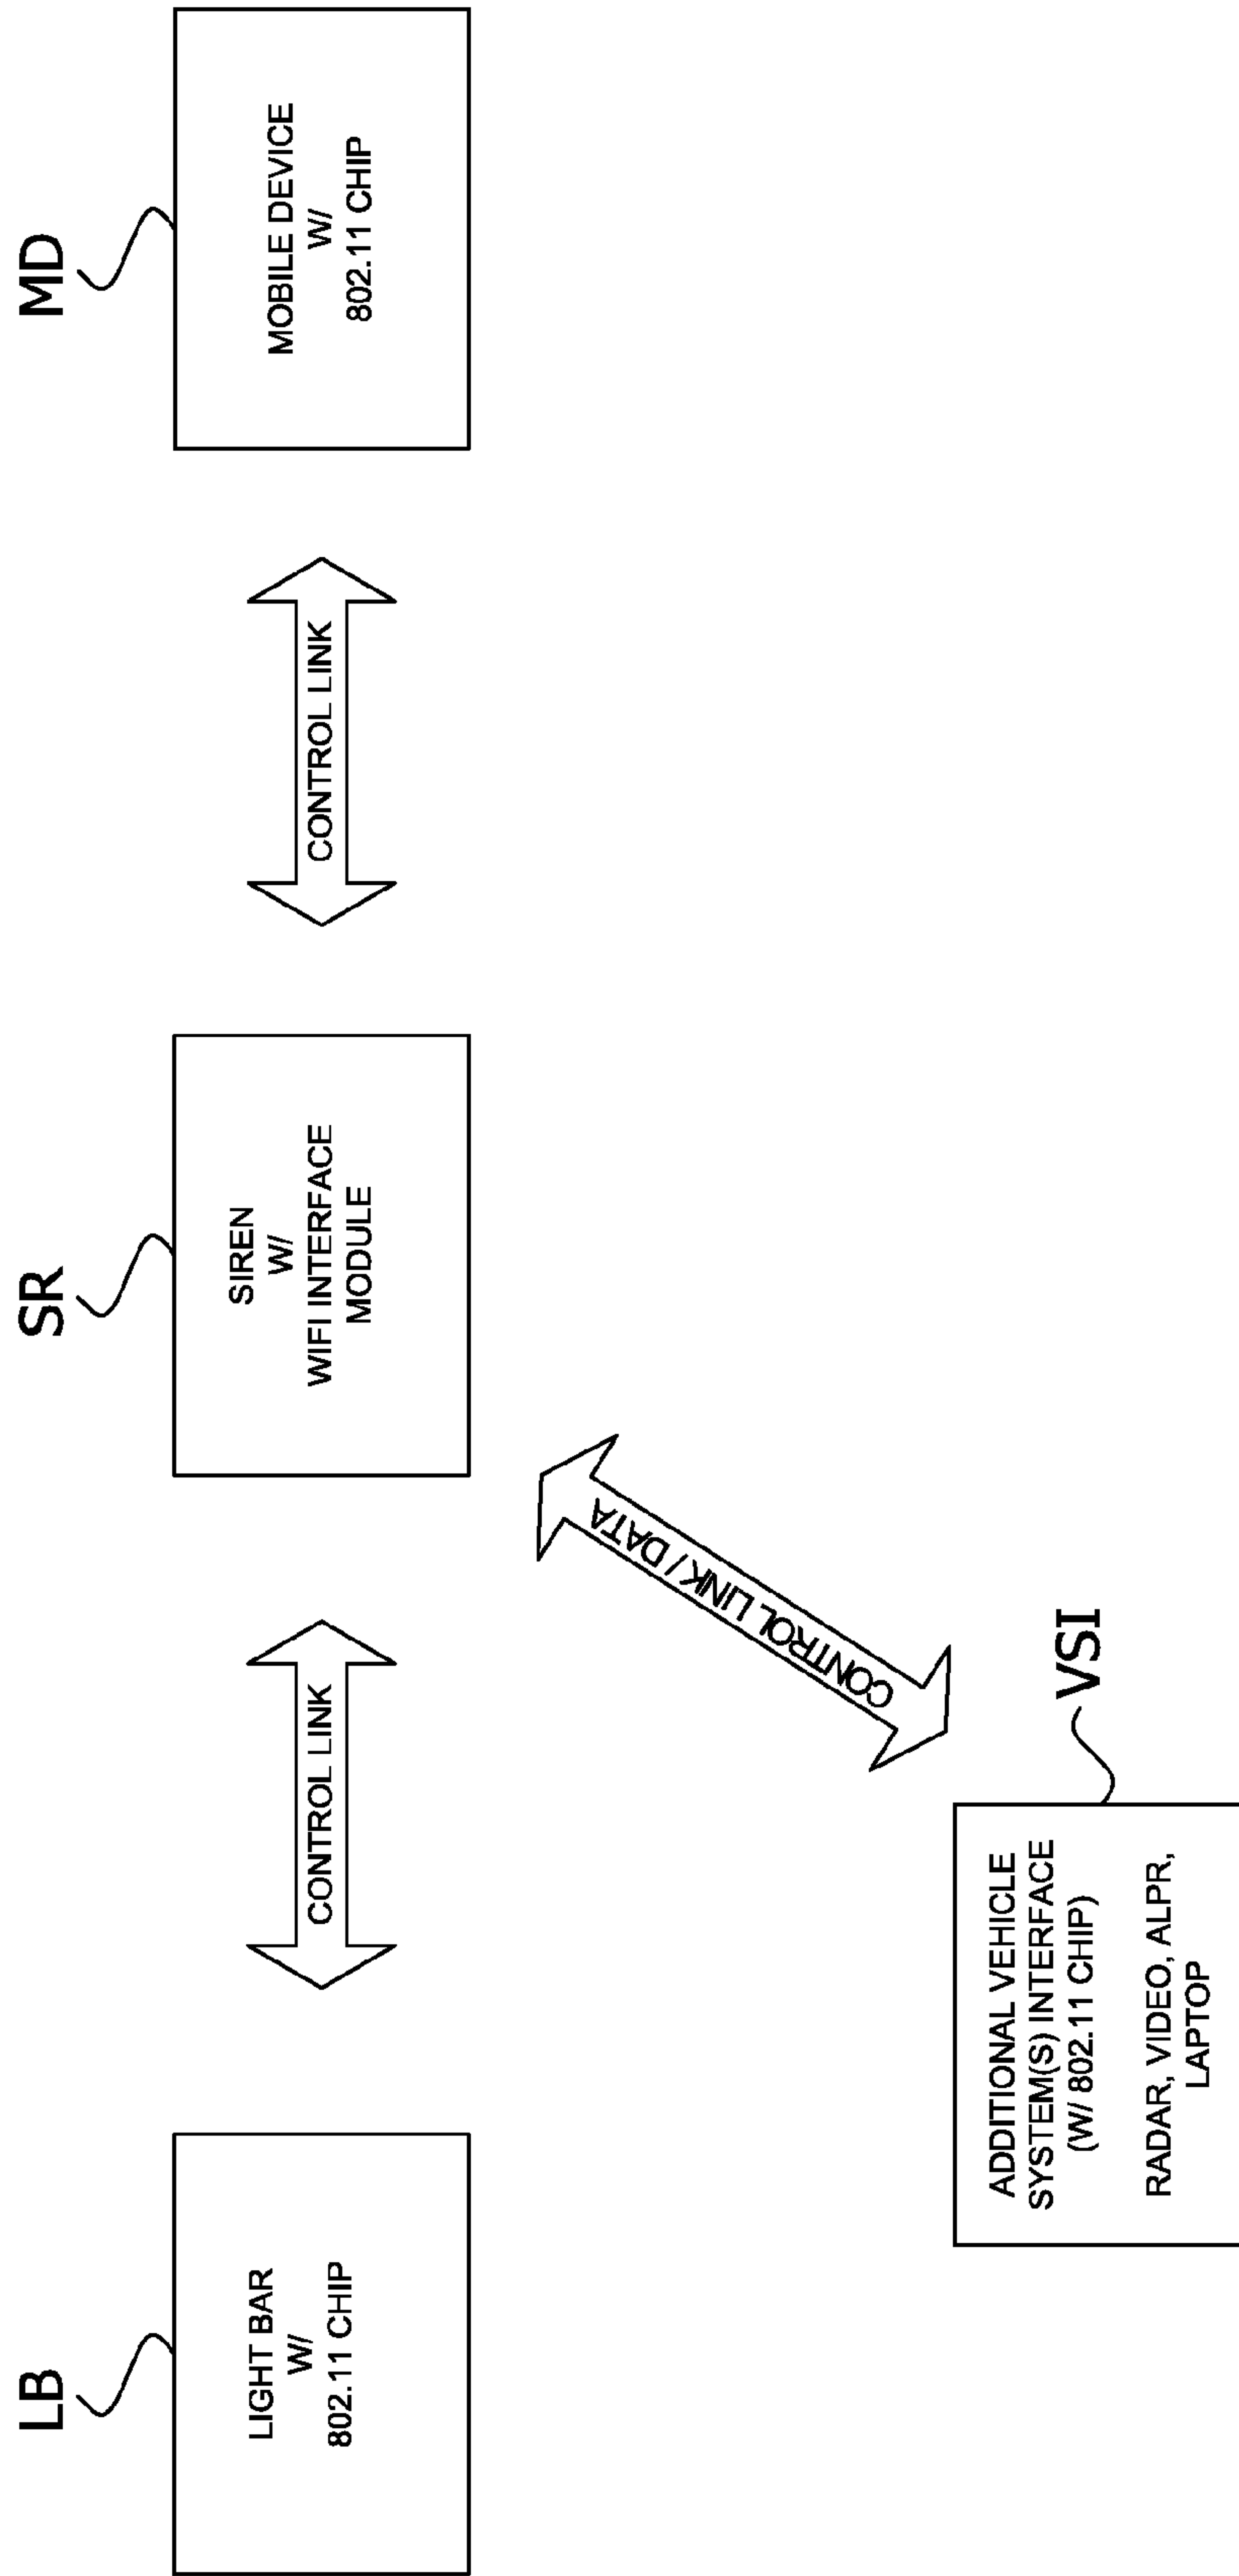 LB
LIGHT BAR
W/
802.11 CHIP
CONTROL LINK
SR
SIREN
W/
WIFI INTERFACE
MODULE
CONTROL LINK
MD
MOBILE DEVICE
W/
802.11 CHIP
CONTROL LINK / DATA
VSI
ADDITIONAL VEHICLE
SYSTEM(S) INTERFACE
(W/ 802.11 CHIP)
RADAR, VIDEO, ALPR,
LAPTOP